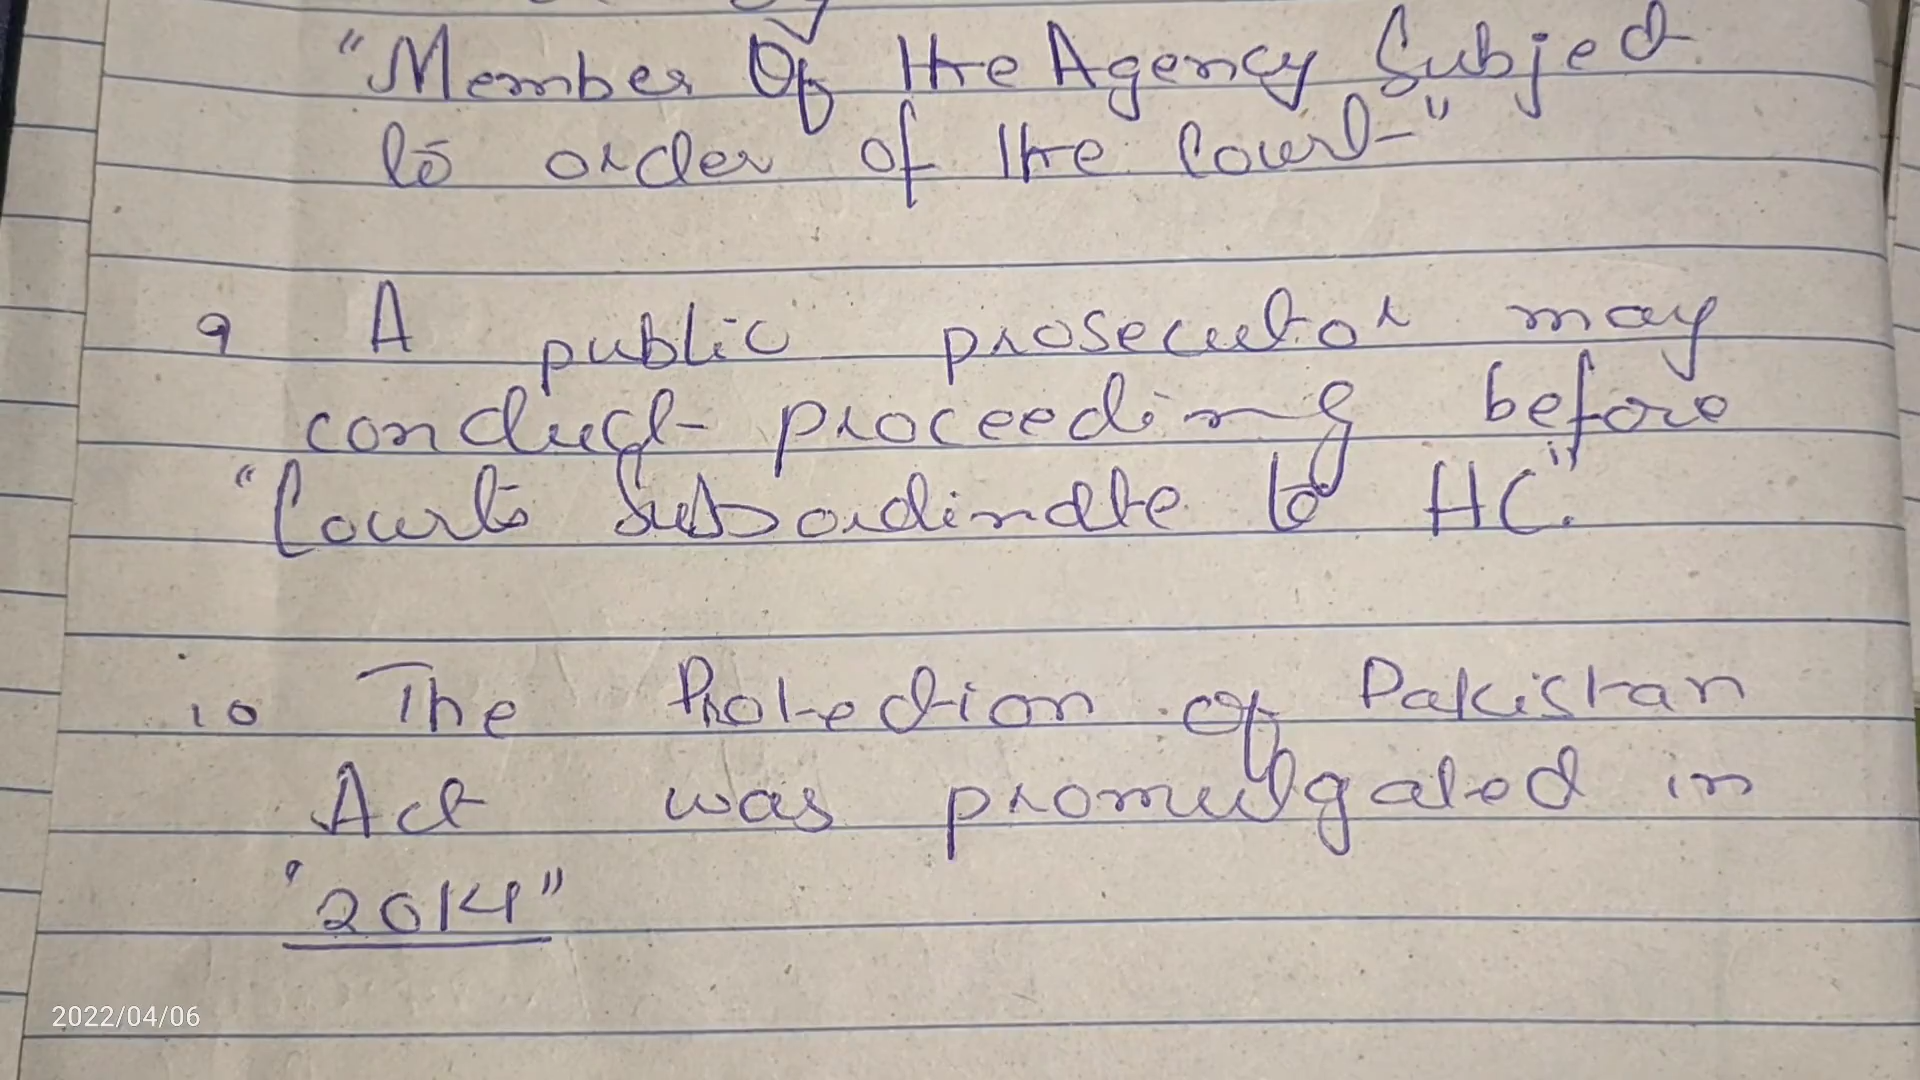 "Member Of the Agency Subject
to order of the Court"
9 A public prosecutor may
conduct proceeding before
"Courts Subordinate to HC".
10 The Protection of Pakistan
Act was promulgated in
"2014"
2022/04/06